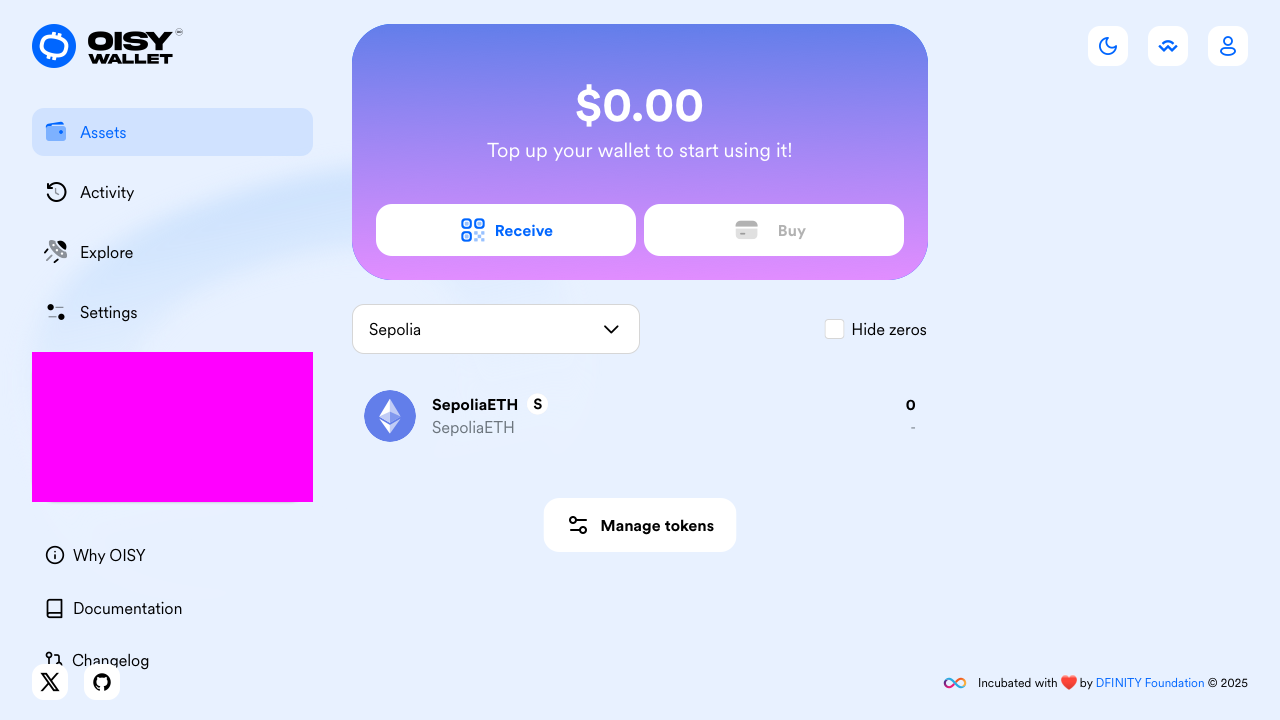 OISY
WALLET
Assets
Activity
Explore
Settings
Why OISY
Documentation
Changelog
$0.00
Top up your wallet to start using it!
Receive
Buy
Sepolia
Hide zeros
SepoliaETH S
0
SepoliaETH
-
Manage tokens
Incubated with ❤️ by DFINITY Foundation © 2025